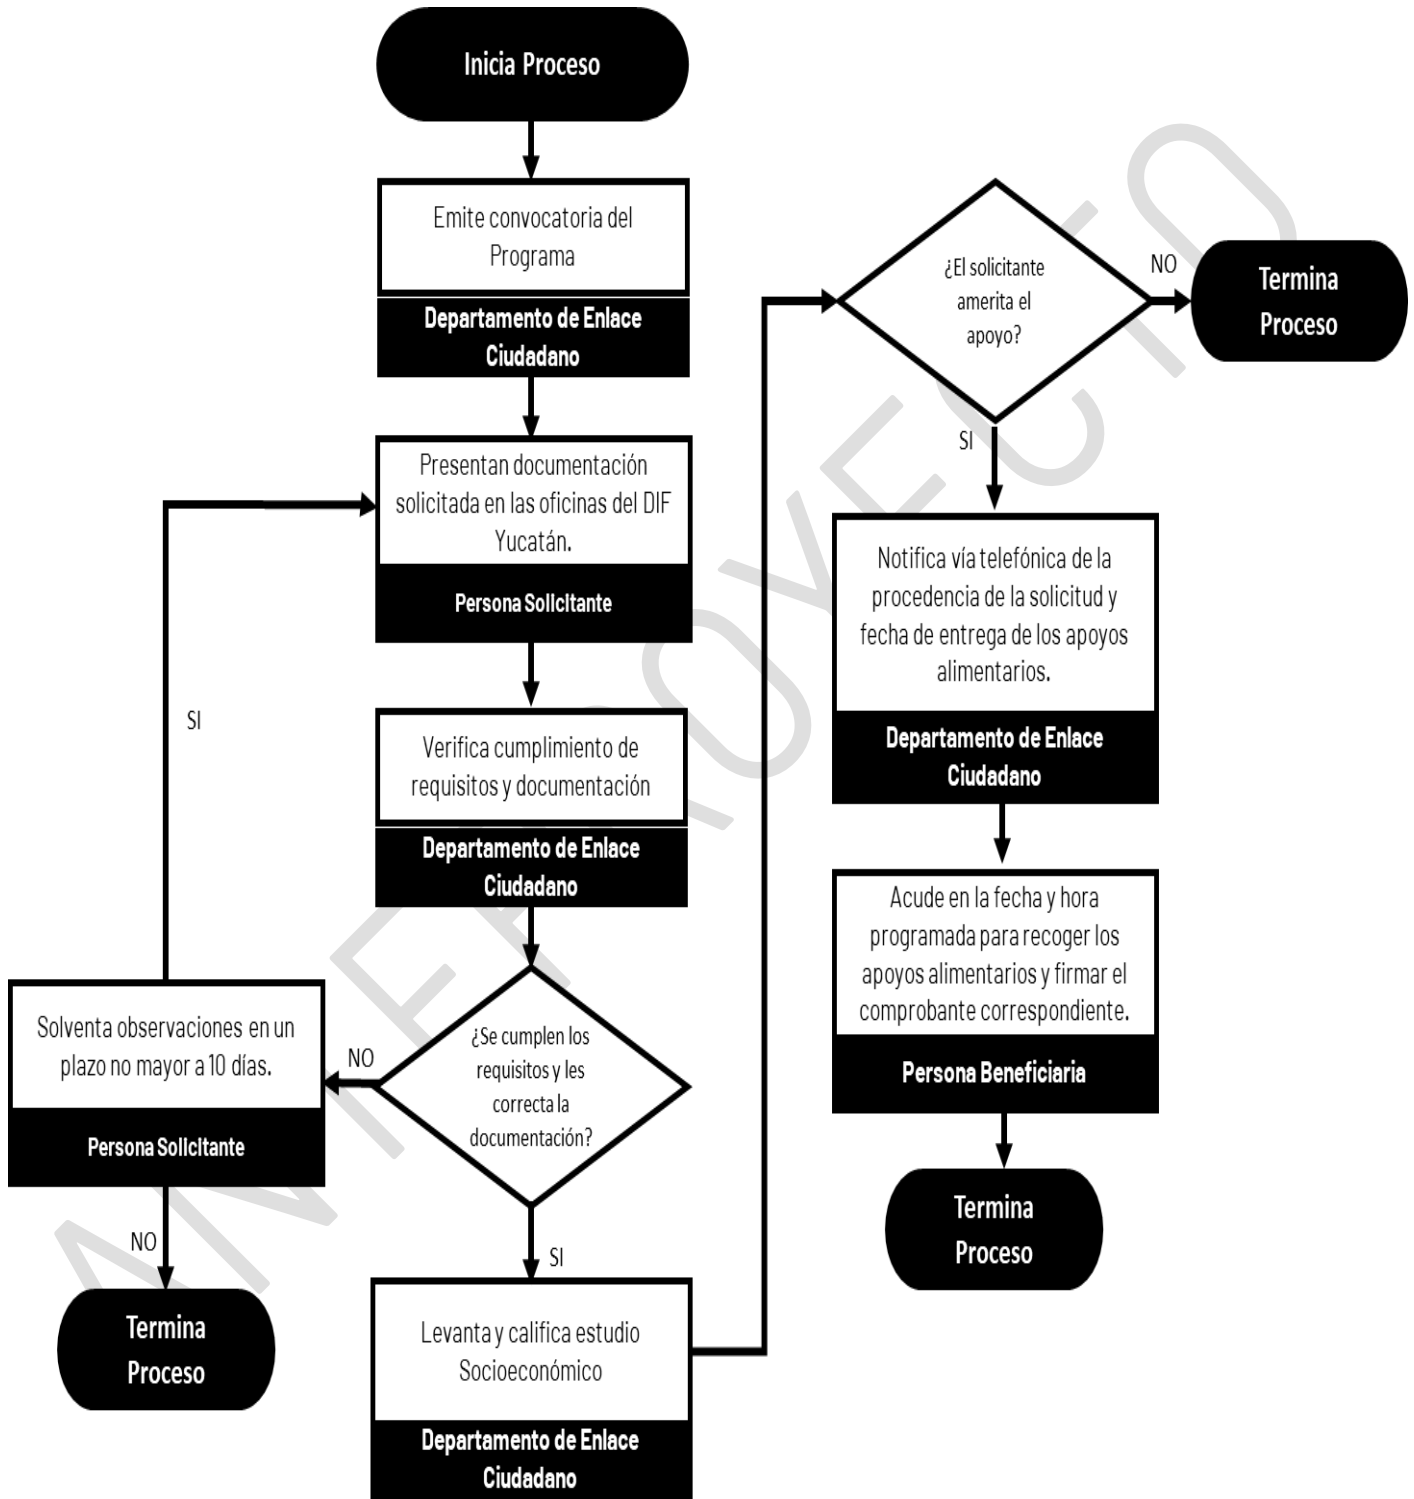 Inicia Proceso
Emite convocatoria del
Programa
Departamento de Enlace
Ciudadano
Presentan documentación
solicitada en las oficinas del DIF
Yucatán.
Persona Solicitante
SI
Verifica cumplimiento de
requisitos y documentación
Departamento de Enlace
Ciudadano
¿Se cumplen los
requisitos y les
correcta la
documentación?
NO
Solventa observaciones en un
plazo no mayor a 10 días.
Persona Solicitante
NO
Termina
Proceso
SI
Levanta y califica estudio
Socioeconómico
Departamento de Enlace
Ciudadano
¿El solicitante
amerita el
apoyo?
NO
Termina
Proceso
SI
Notifica vía telefónica de la
procedencia de la solicitud y
fecha de entrega de los apoyos
alimentarios.
Departamento de Enlace
Ciudadano
Acude en la fecha y hora
programada para recoger los
apoyos alimentarios y firmar el
comprobante correspondiente.
Persona Beneficiaria
Termina
Proceso
ANTEPROYECTO